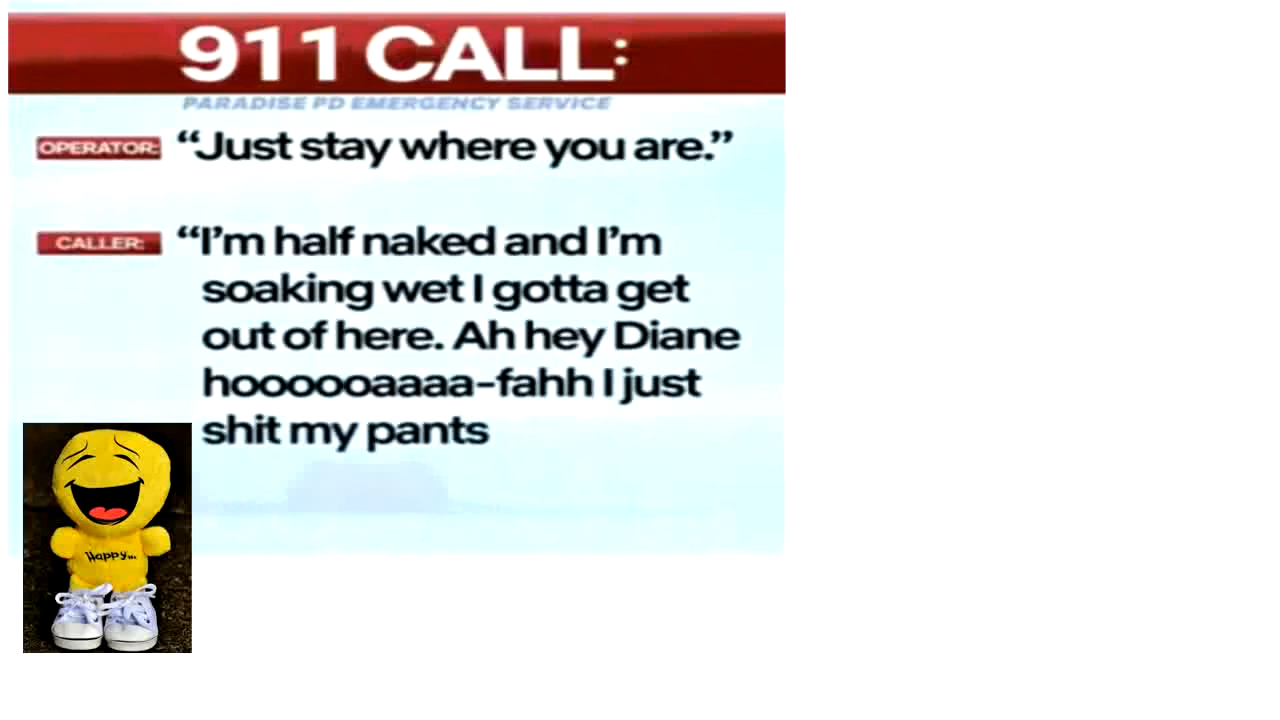 911 CALL:
PARADISE PD EMERGENCY SERVICE
OPERATOR: “Just stay where you are.”
CALLER: “I’m half naked and I’m
soaking wet I gotta get
out of here. Ah hey Diane
hoooooaaaa-fahh I just
shit my pants
Happy...